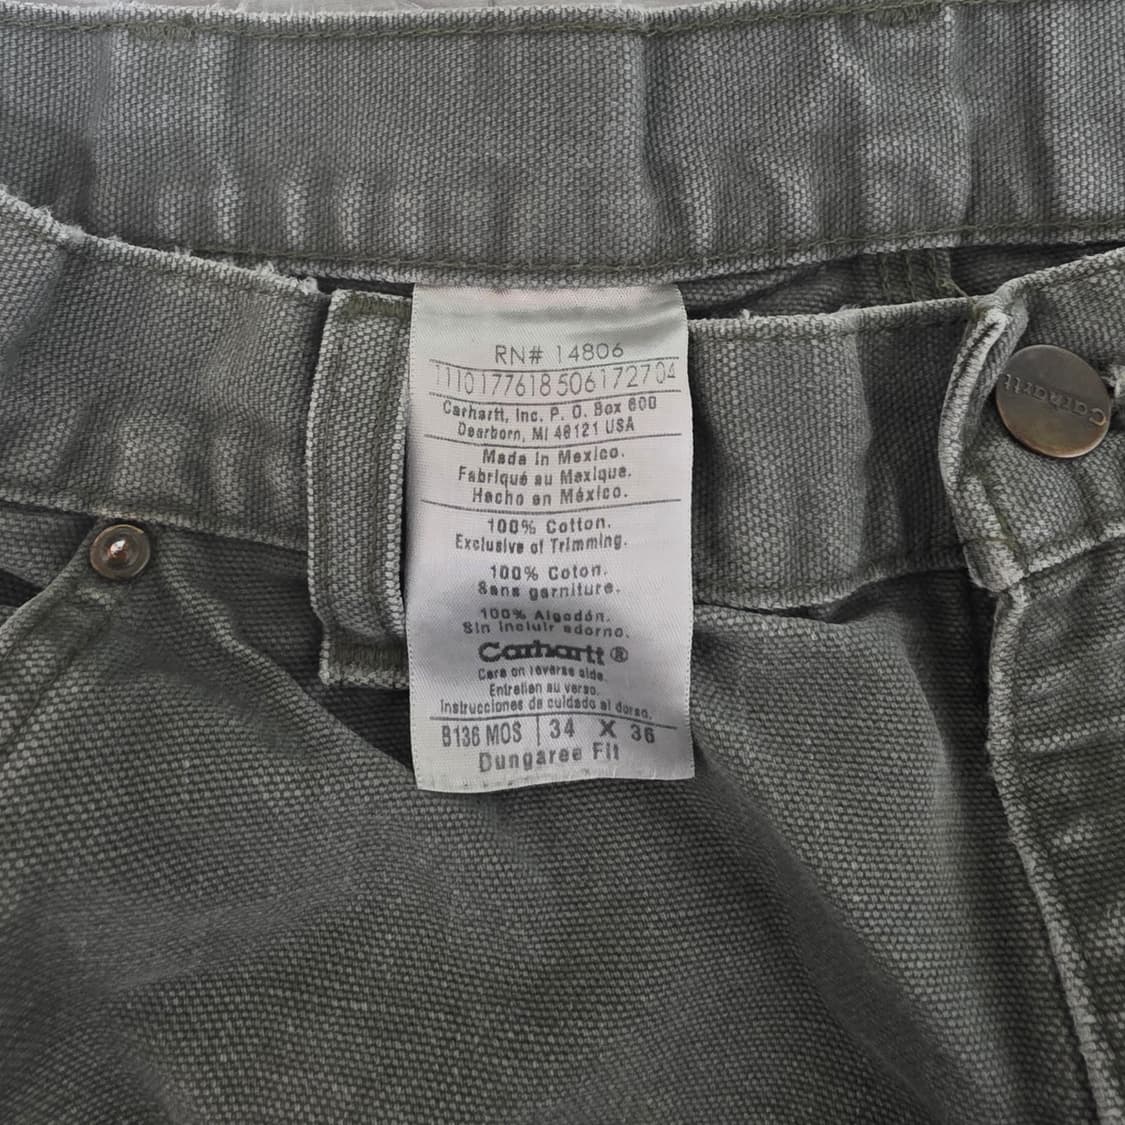 RN# 14806
1110177618506172704
Carhartt, Inc. P. O. Box 600
Dearborn, MI 48121 USA
Made in Mexico.
Fabriqué au Mexique.
Hecho en México.
100% Cotton.
Exclusive of Trimming.
100% Coton.
Sans garniture.
100% Algodón.
Sin incluir adorno.
Carhartt®
Care on reverse side.
Entretien au verso.
Instrucciones de cuidado al dorso.
B136 MOS 34 X 36
Dungaree Fit
Carhartt